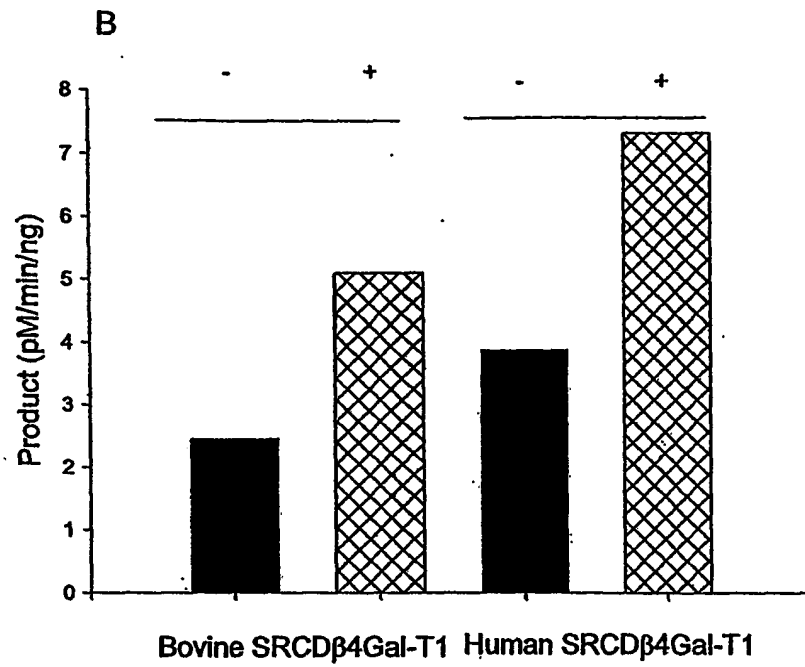 B
- + - +
8
7
6
5
4
3
2
1
0
Product (pM/min/ng)
Bovine SRCDβ4Gal-T1 Human SRCDβ4Gal-T1